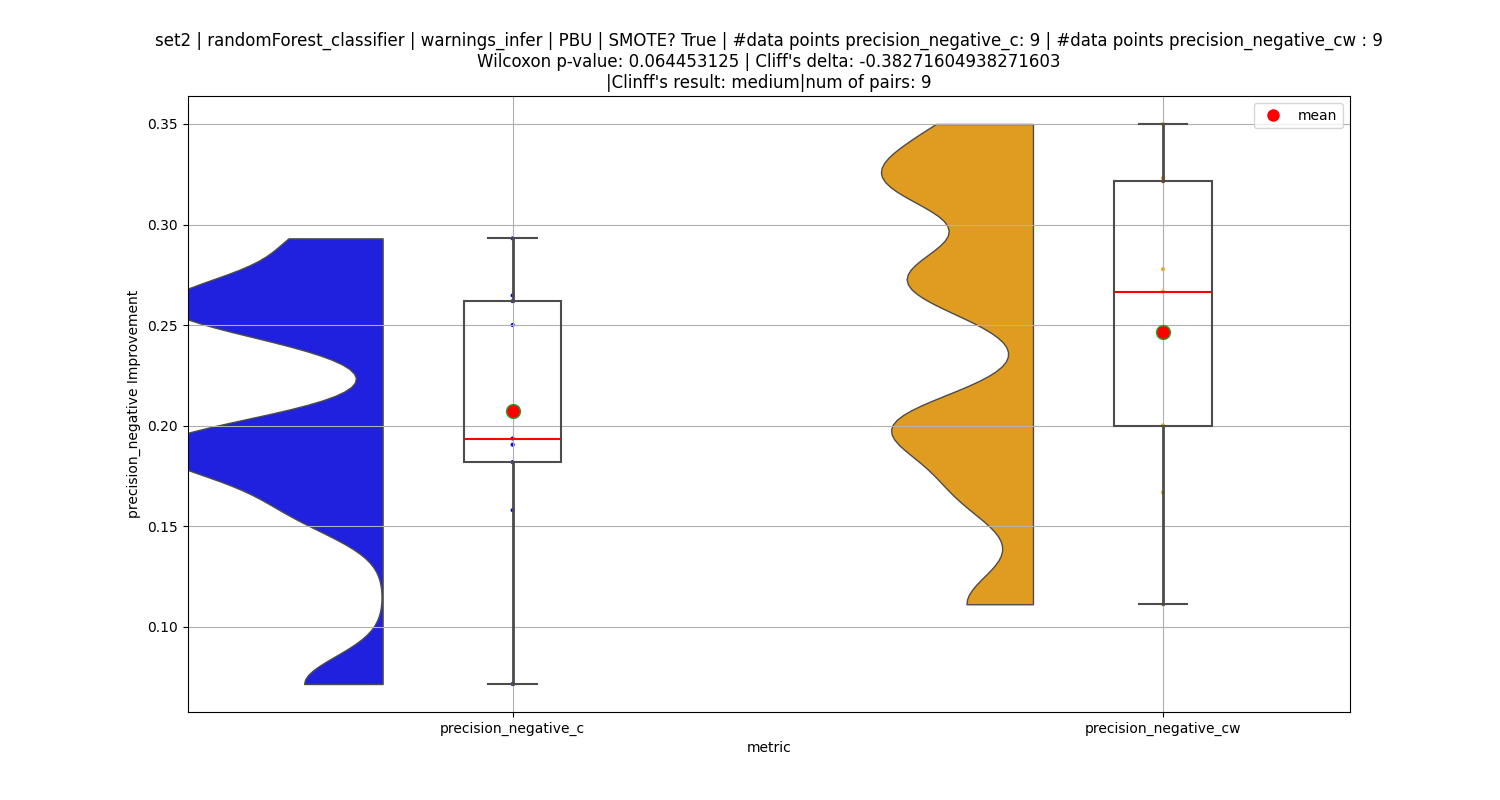 set2 | randomForest_classifier | warnings_infer | PBU | SMOTE? True | #data points precision_negative_c: 9 | #data points precision_negative_cw : 9
Wilcoxon p-value: 0.064453125 | Cliff's delta: -0.38271604938271603
|Clinff's result: medium|num of pairs: 9
mean
precision_negative Improvement
0.35
0.30
0.25
0.20
0.15
0.10
precision_negative_c
precision_negative_cw
metric